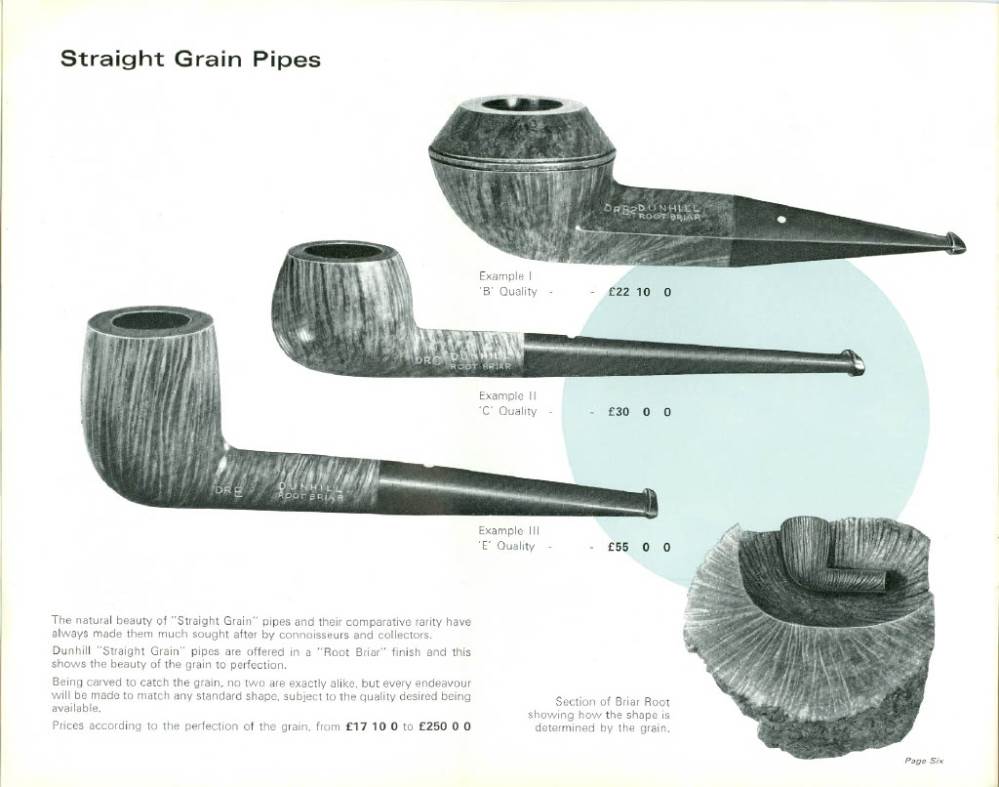 Straight Grain Pipes
DRB2 DUNHILL
ROOT BRIAR
Example I
'B' Quality - - £22 10 0
DRC DUNHILL
ROOT BRIAR
Example II
'C' Quality - - £30 0 0
DRE DUNHILL
ROOT BRIAR
Example III
'E' Quality - - £55 0 0
The natural beauty of "Straight Grain" pipes and their comparative rarity have
always made them much sought after by connoisseurs and collectors.
Dunhill "Straight Grain" pipes are offered in a "Root Briar" finish and this
shows the beauty of the grain to perfection.
Being carved to catch the grain, no two are exactly alike, but every endeavour
will be made to match any standard shape, subject to the quality desired being
available.
Prices according to the perfection of the grain, from £17 10 0 to £250 0 0
Section of Briar Root
showing how the shape is
determined by the grain.
Page Six